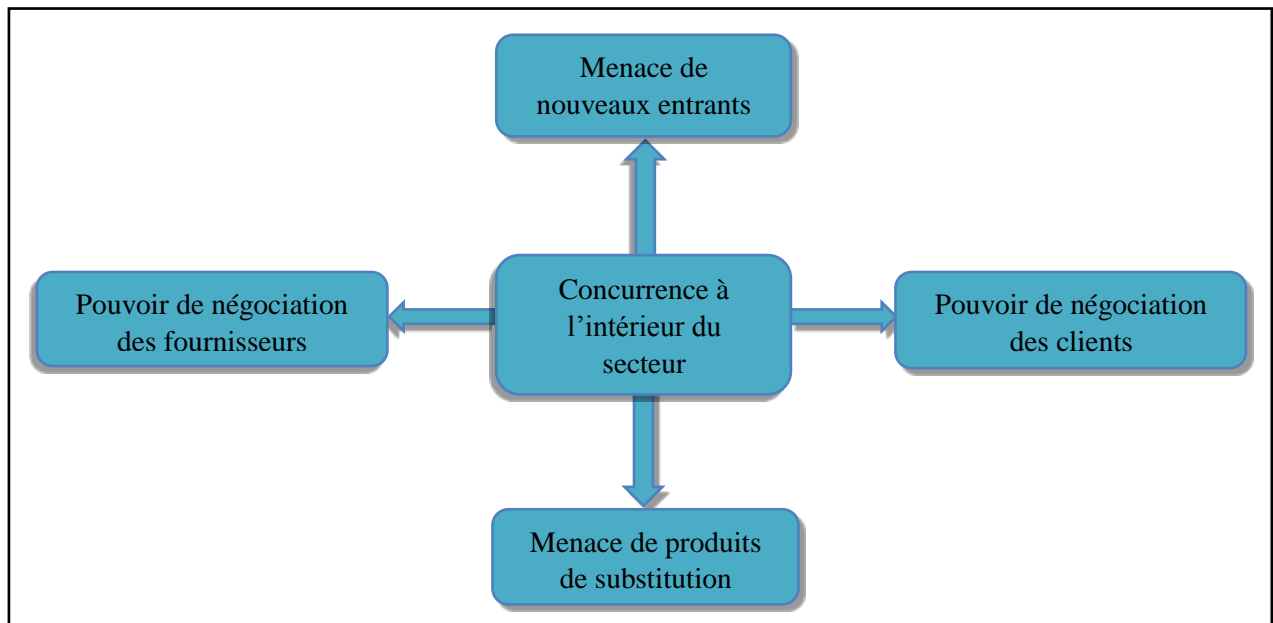 Menace de
nouveaux entrants
Pouvoir de négociation
des fournisseurs
Concurrence à
l’intérieur du
secteur
Pouvoir de négociation
des clients
Menace de produits
de substitution